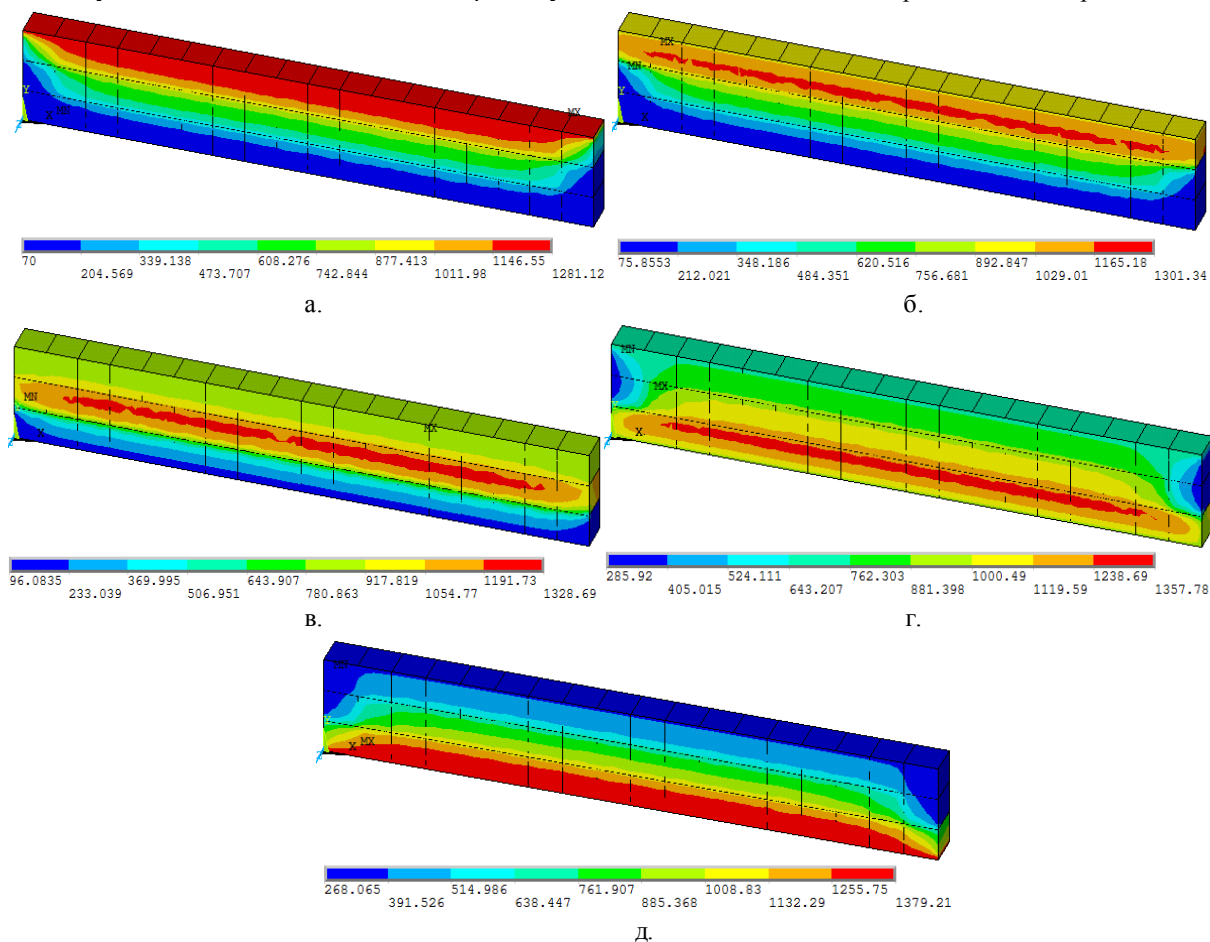 MX
MN
Y
X
Z
70
339.138
608.276
877.413
1146.55
204.569
473.707
742.844
1011.98
1281.12
а.
MX
MN
Y
X
Z
75.8553
348.186
620.516
892.847
1165.18
212.021
484.351
756.681
1029.01
1301.34
б.
MN
X
MX
Z
96.0835
369.995
643.907
917.819
1191.73
233.039
506.951
780.863
1054.77
1328.69
в.
MN
MX
X
Z
285.92
524.111
762.303
1000.49
1238.69
405.015
643.207
881.398
1119.59
1357.78
г.
MN
Y
X
MX
Z
268.065
514.986
761.907
1008.83
1255.75
391.526
638.447
885.368
1132.29
1379.21
д.